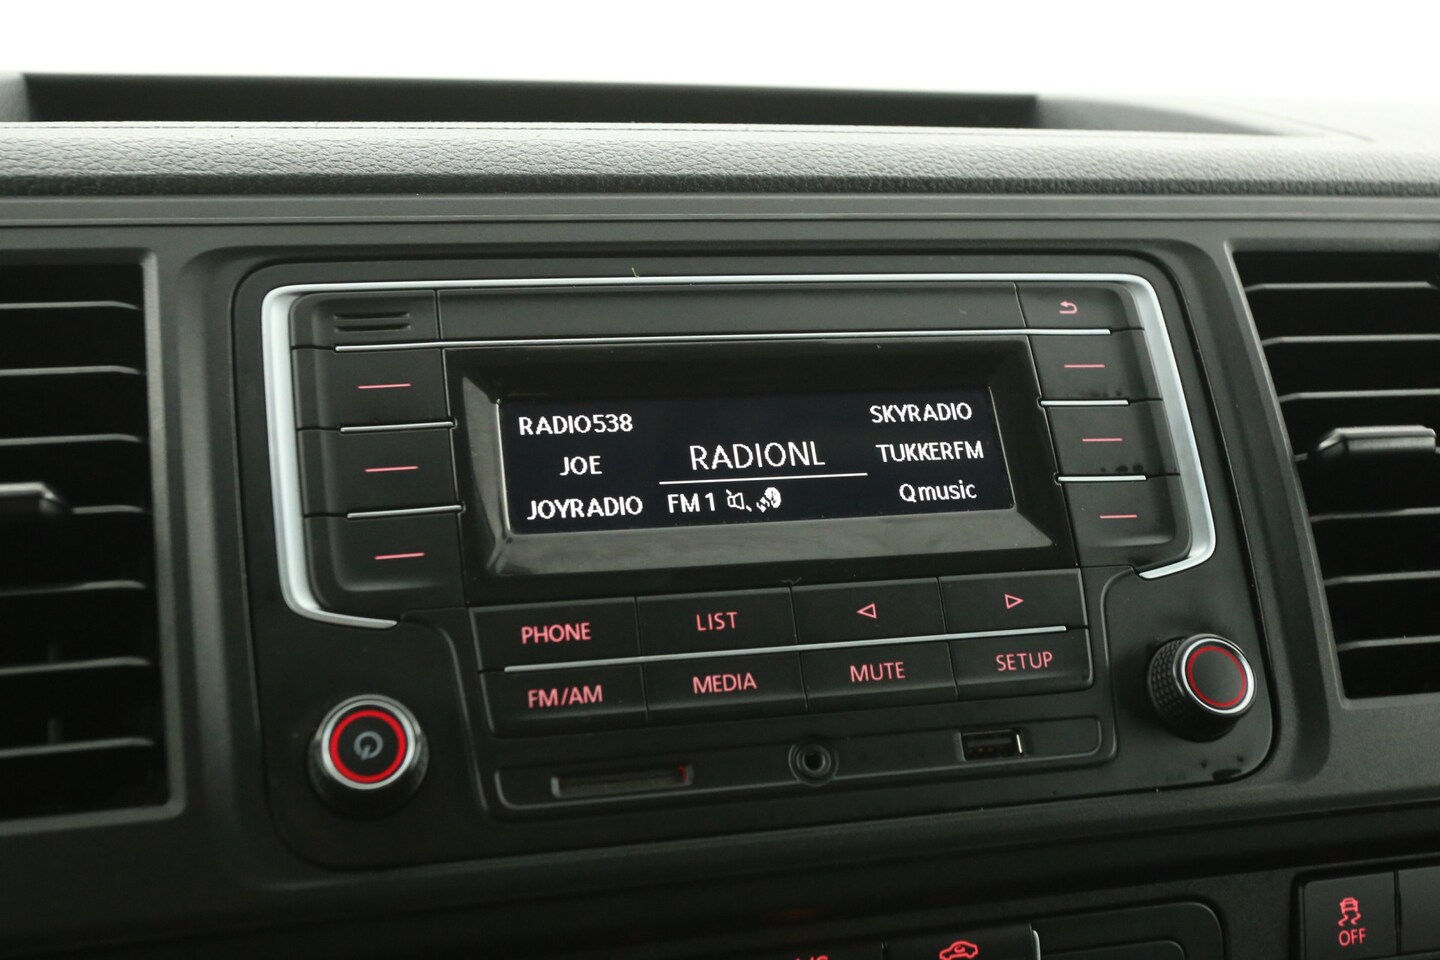 RADIO538
JOE
JOYRADIO
RADIONL
FM 1
SKYRADIO
TUKKERFM
Qmusic
PHONE
LIST
FM/AM
MEDIA
MUTE
SETUP
OFF